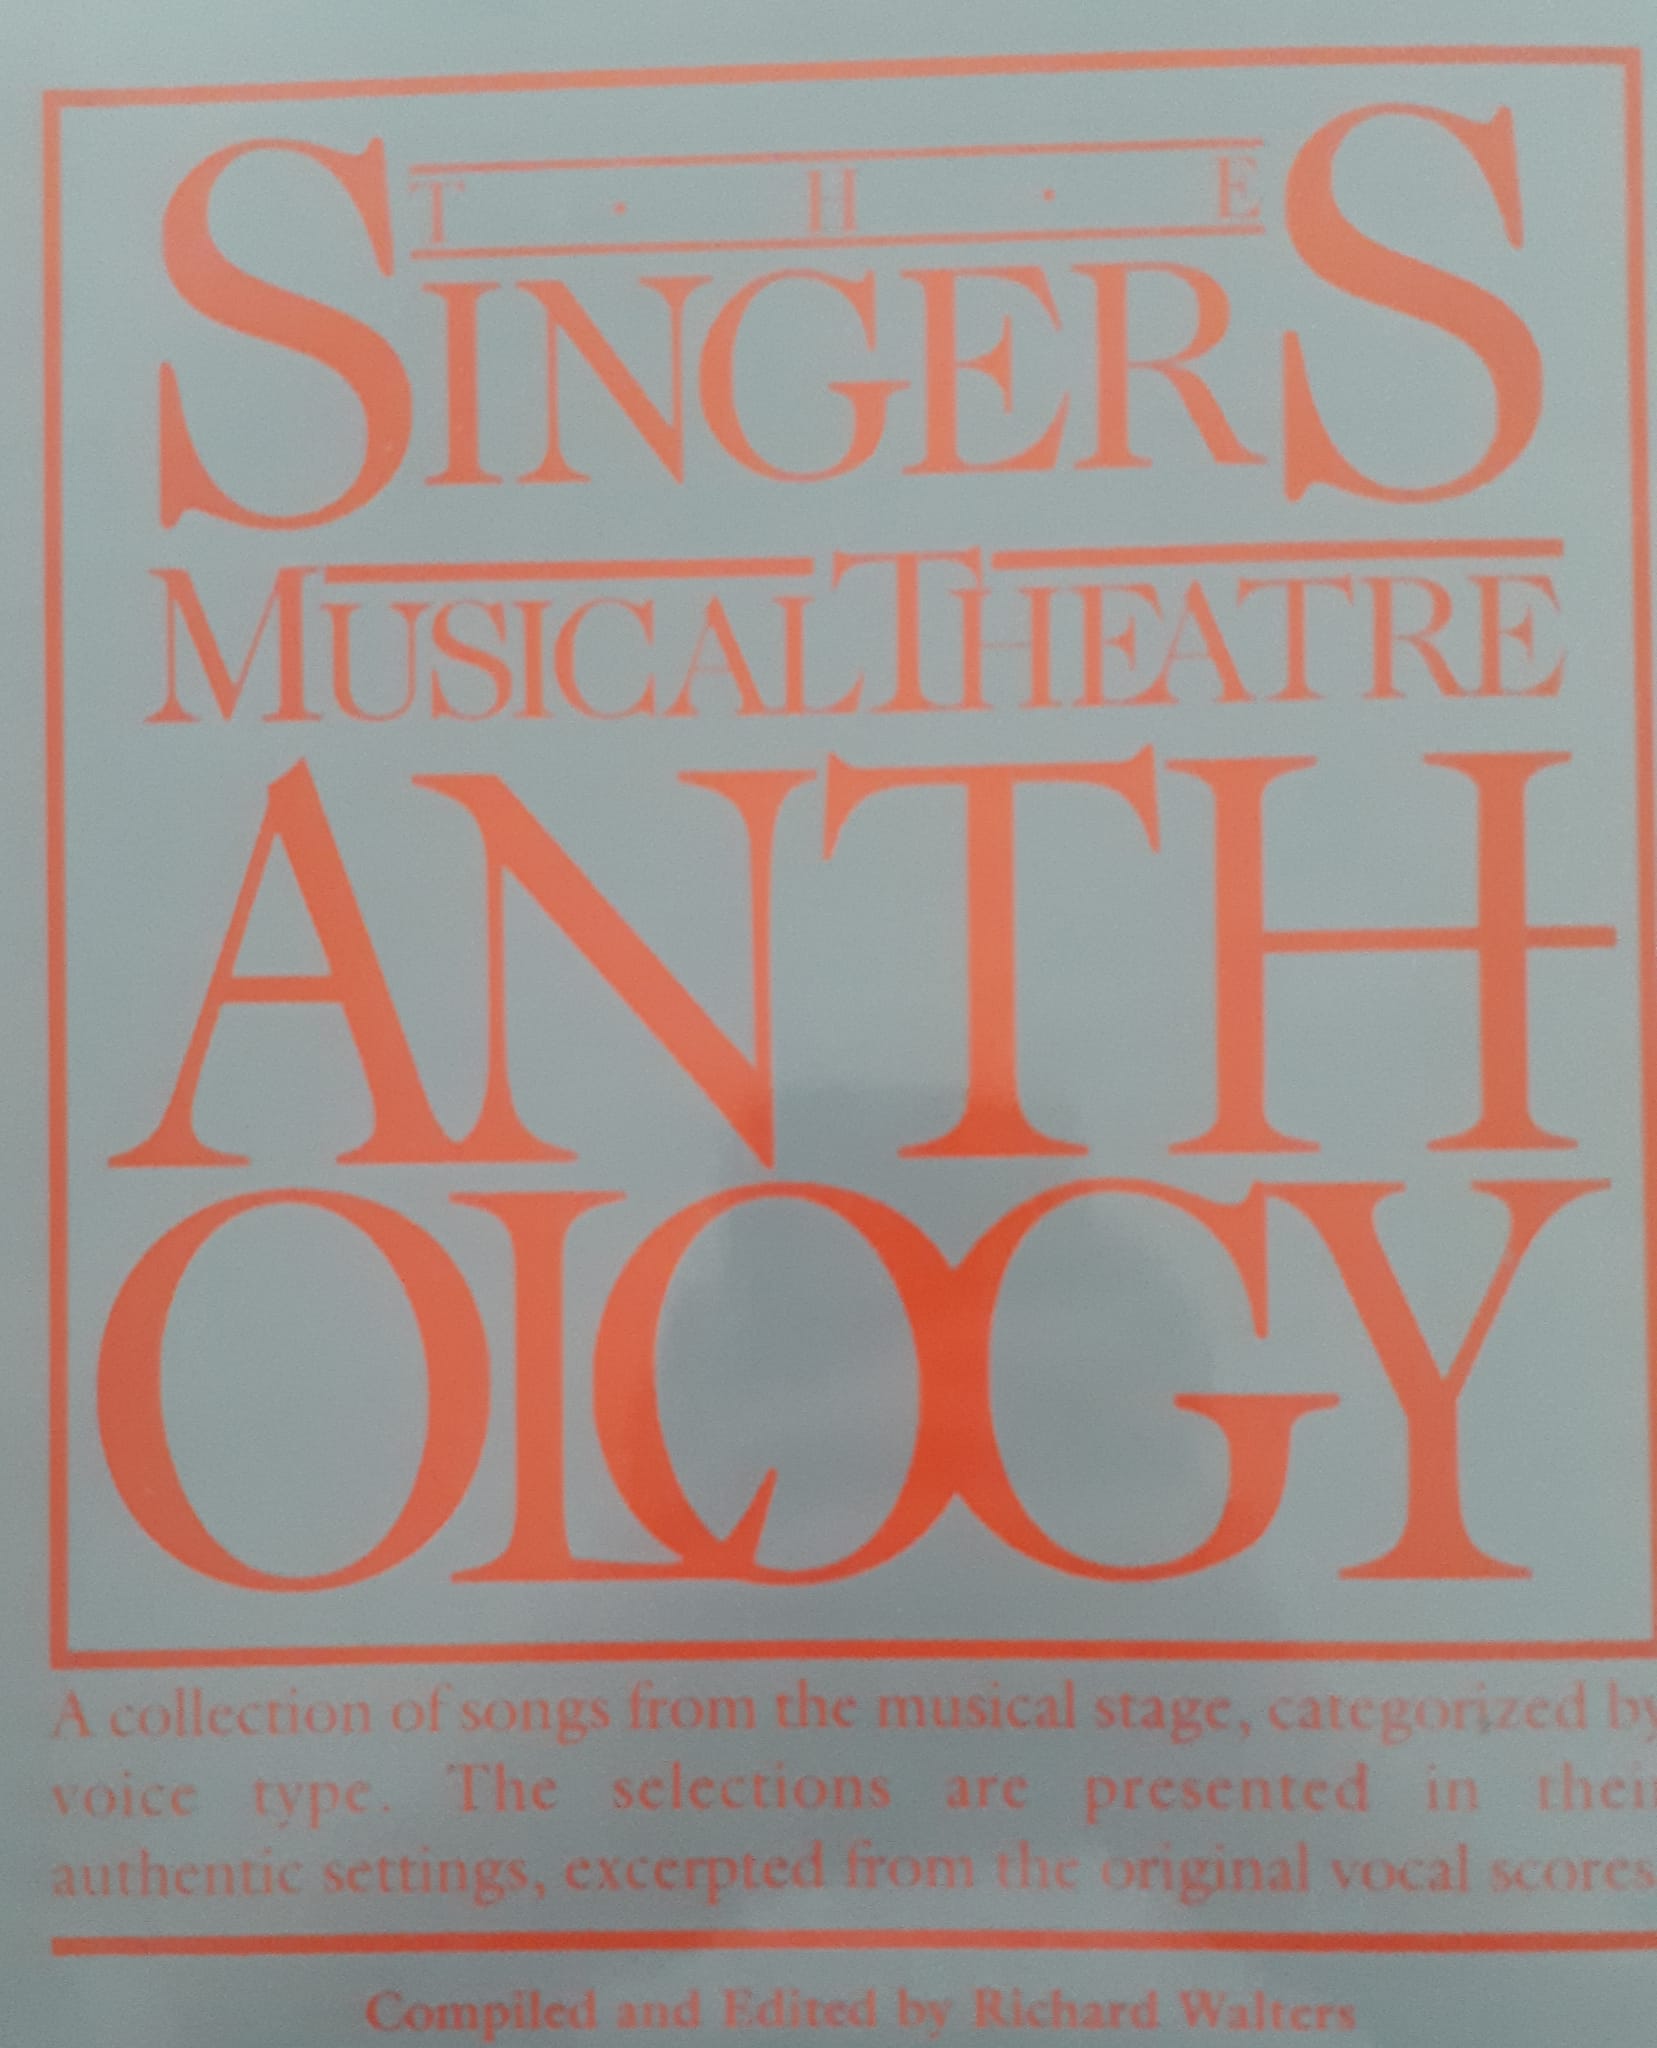 T · H · E
SINGERS
MUSICAL THEATRE
ANTH
OLOGY
A collection of songs from the musical stage, categorized by
voice type. The selections are presented in their
authentic settings, excerpted from the original vocal scores
Compiled and Edited by Richard Walters